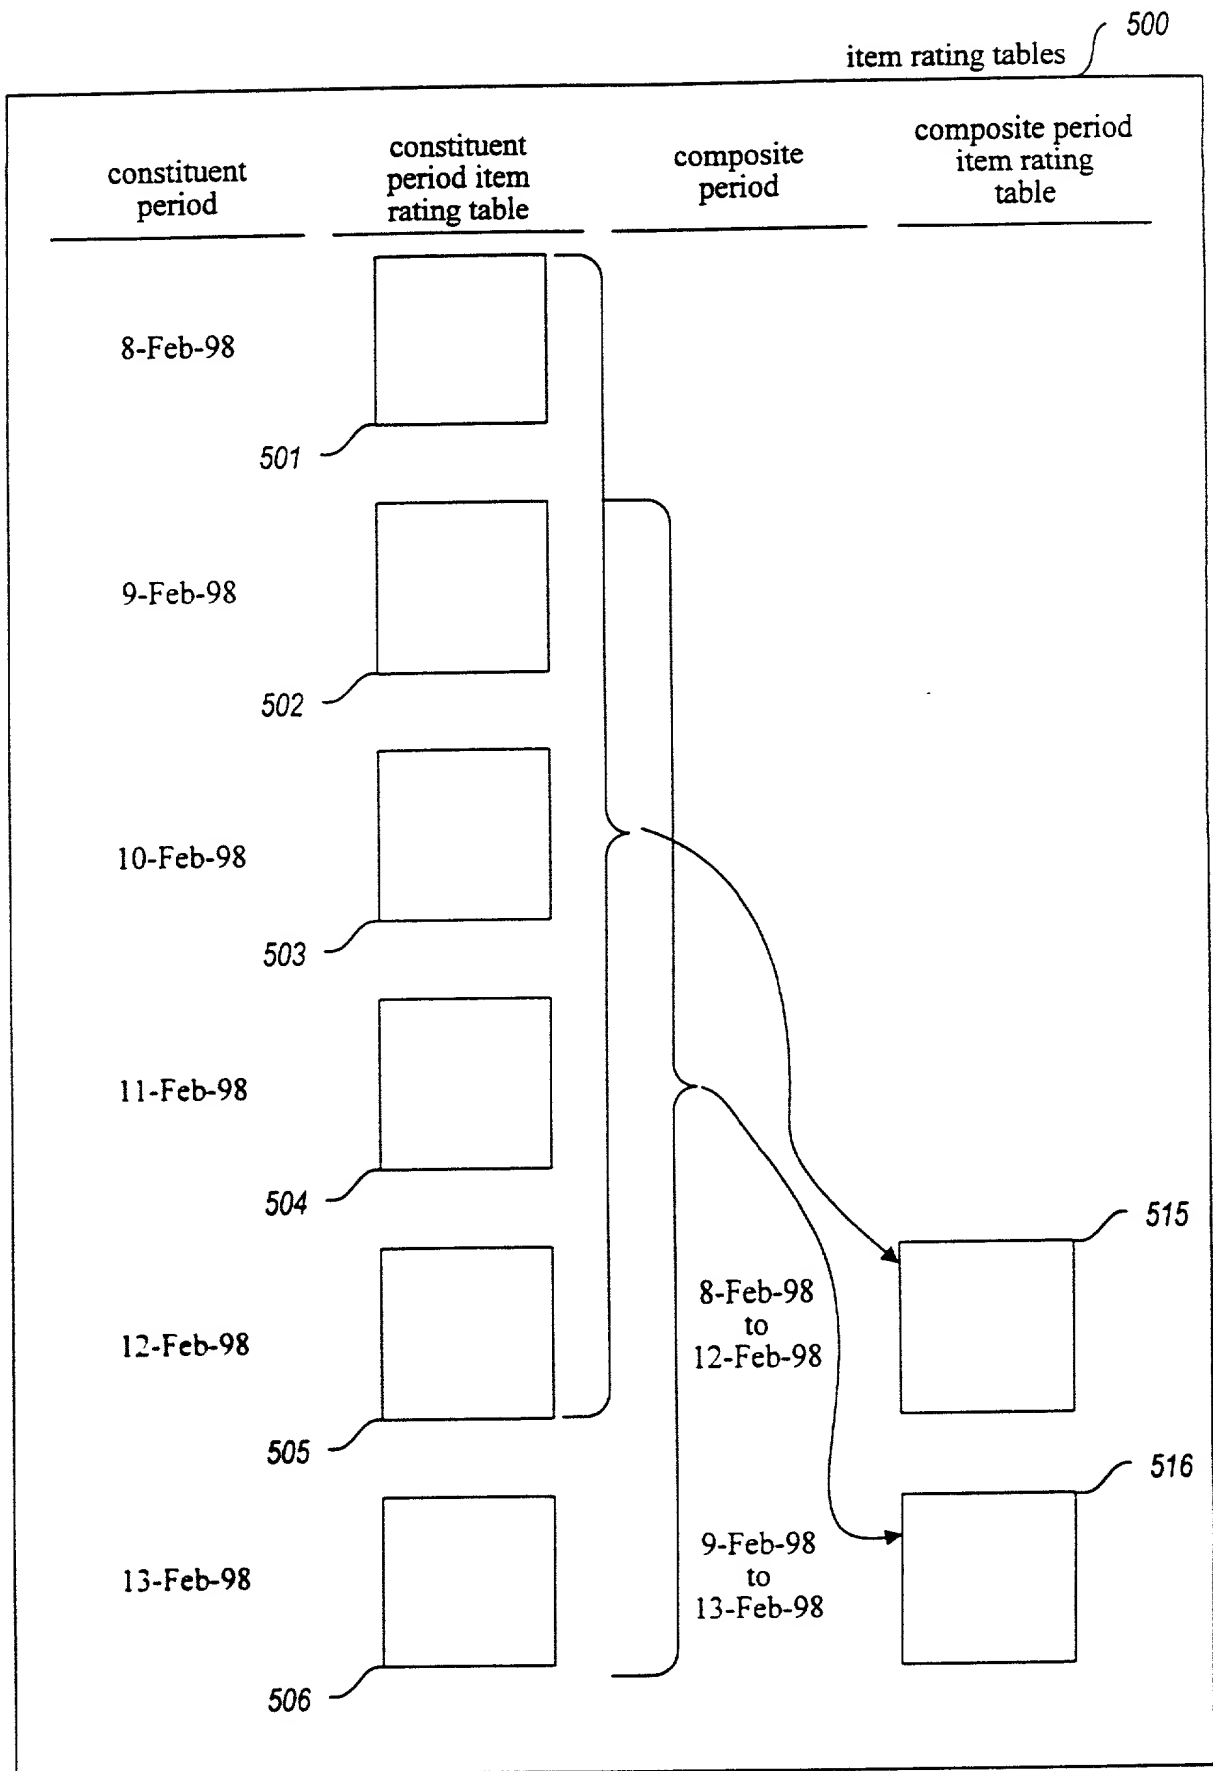 500
item rating tables
constituent
period
constituent
period item
rating table
composite
period
composite period
item rating
table
8-Feb-98
501
9-Feb-98
502
10-Feb-98
503
11-Feb-98
504
515
8-Feb-98
to
12-Feb-98
12-Feb-98
505
516
9-Feb-98
to
13-Feb-98
13-Feb-98
506